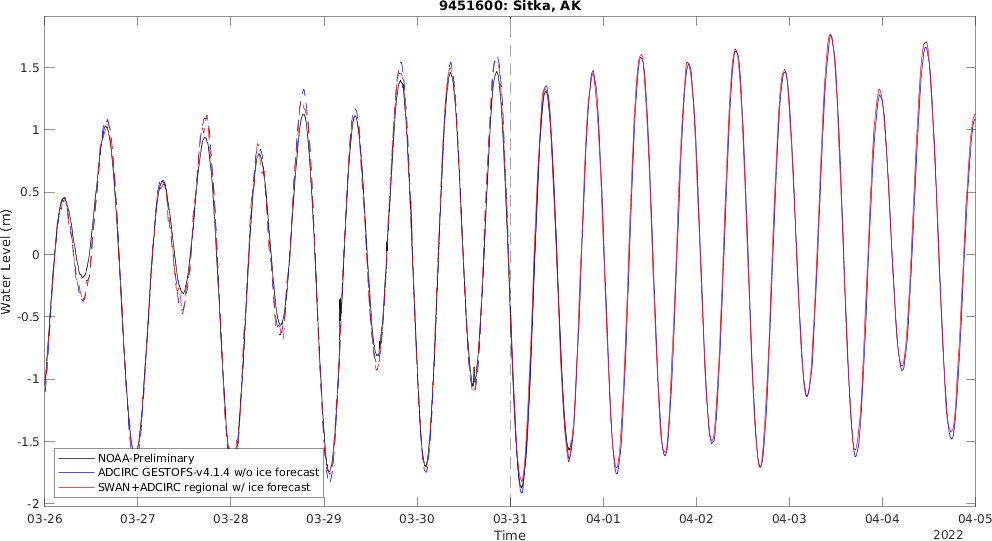 9451600: Sitka, AK
Water Level (m)
1.5
1
0.5
0
-0.5
-1
-1.5
-2
NOAA-Preliminary
ADCIRC GESTOFS-v4.1.4 w/o ice forecast
SWAN+ADCIRC regional w/ ice forecast
03-26 03-27 03-28 03-29 03-30 03-31 04-01 04-02 04-03 04-04 04-05
Time
2022